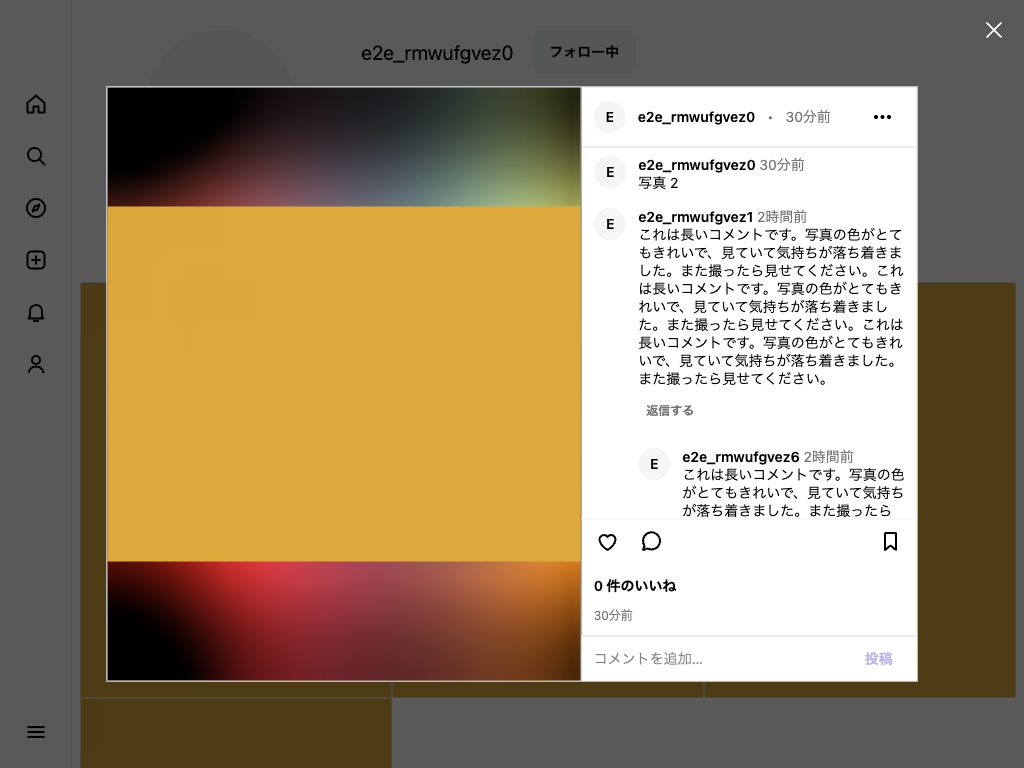 e2e_rmwufgvez0 フォロー中
E e2e_rmwufgvez0 • 30分前
E e2e_rmwufgvez0 30分前
写真 2
E e2e_rmwufgvez1 2時間前
これは長いコメントです。写真の色がとて
もきれいで、見ていて気持ちが落ち着きま
した。また撮ったら見せてください。これ
は長いコメントです。写真の色がとてもき
れいで、見ていて気持ちが落ち着きまし
た。また撮ったら見せてください。これは
長いコメントです。写真の色がとてもきれ
いで、見ていて気持ちが落ち着きました。
また撮ったら見せてください。
返信する
E e2e_rmwufgvez6 2時間前
これは長いコメントです。写真の色
がとてもきれいで、見ていて気持ち
が落ち着きました。また撮ったら
0 件のいいね
30分前
コメントを追加... 投稿